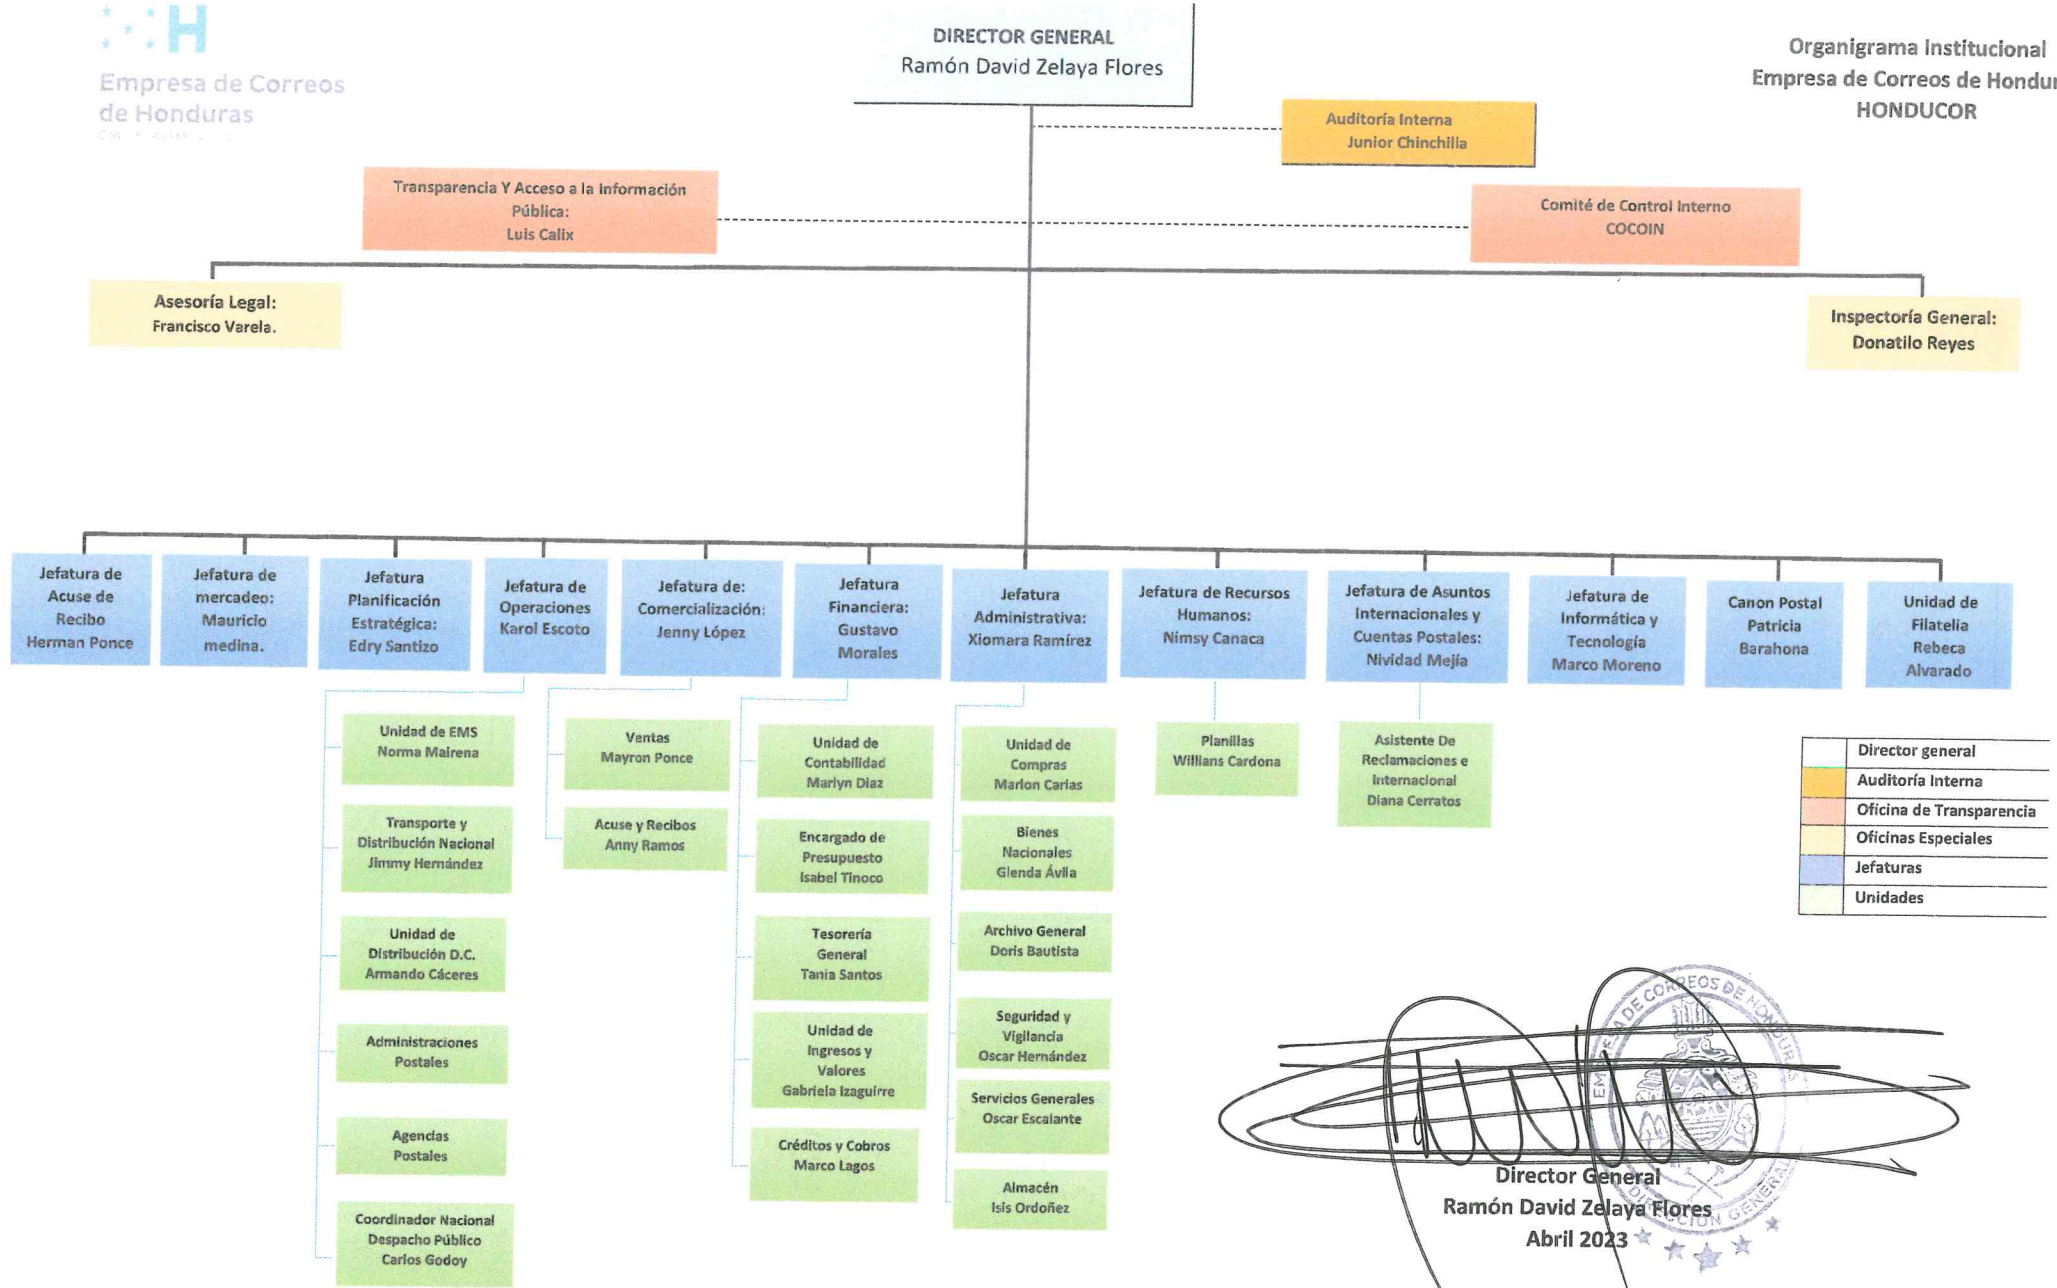 H
Empresa de Correos
de Honduras
DIRECTOR GENERAL
Ramón David Zelaya Flores
Organigrama Institucional
Empresa de Correos de Hondur
HONDUCOR
Auditoría Interna
Junior Chinchilla
Transparencia Y Acceso a la Información
Pública:
Luis Calix
Comité de Control Interno
COCOIN
Asesoría Legal:
Francisco Varela.
Inspectoría General:
Donatilo Reyes
Jefatura de
Acuse de
Recibo
Herman Ponce
Jefatura de
mercadeo:
Mauricio
medina.
Jefatura
Planificación
Estratégica:
Edry Santizo
Jefatura de
Operaciones
Karol Escoto
Jefatura de:
Comercialización:
Jenny López
Jefatura
Financiera:
Gustavo
Morales
Jefatura
Administrativa:
Xiomara Ramírez
Jefatura de Recursos
Humanos:
Nimsy Canaca
Jefatura de Asuntos
Internacionales y
Cuentas Postales:
Nividad Mejía
Jefatura de
Informática y
Tecnología
Marco Moreno
Canon Postal
Patricia
Barahona
Unidad de
Filatelia
Rebeca
Alvarado
Unidad de EMS
Norma Mairena
Transporte y
Distribución Nacional
Jimmy Hernández
Unidad de
Distribución D.C.
Armando Cáceres
Administraciones
Postales
Agencias
Postales
Coordinador Nacional
Despacho Público
Carlos Godoy
Ventas
Mayron Ponce
Acuse y Recibos
Anny Ramos
Unidad de
Contabilidad
Marlyn Diaz
Encargado de
Presupuesto
Isabel Tinoco
Tesorería
General
Tania Santos
Unidad de
Ingresos y
Valores
Gabriela Izaguirre
Créditos y Cobros
Marco Lagos
Unidad de
Compras
Marlon Carias
Bienes
Nacionales
Glenda Ávila
Archivo General
Doris Bautista
Seguridad y
Vigilancia
Oscar Hernández
Servicios Generales
Oscar Escalante
Almacén
Isis Ordoñez
Planillas
Willians Cardona
Asistente De
Reclamaciones e
Internacional
Diana Cerratos
Director general
Auditoría Interna
Oficina de Transparencia
Oficinas Especiales
Jefaturas
Unidades
EMPRESA DE CORREOS DE HONDURAS
DIRECCION GENERAL
Director General
Ramón David Zelaya Flores
Abril 2023